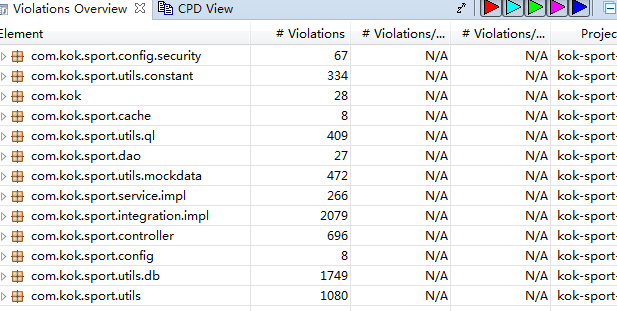 Violations Overview CPD View
Element # Violations # Violations/... # Violations/... Projec
com.kok.sport.config.security 67 N/A N/A kok-sport-
com.kok.sport.utils.constant 334 N/A N/A kok-sport-
com.kok 28 N/A N/A kok-sport-
com.kok.sport.cache 8 N/A N/A kok-sport-
com.kok.sport.utils.ql 409 N/A N/A kok-sport-
com.kok.sport.dao 27 N/A N/A kok-sport-
com.kok.sport.utils.mockdata 472 N/A N/A kok-sport-
com.kok.sport.service.impl 266 N/A N/A kok-sport-
com.kok.sport.integration.impl 2079 N/A N/A kok-sport-
com.kok.sport.controller 696 N/A N/A kok-sport-
com.kok.sport.config 8 N/A N/A kok-sport-
com.kok.sport.utils.db 1749 N/A N/A kok-sport-
com.kok.sport.utils 1080 N/A N/A kok-sport-